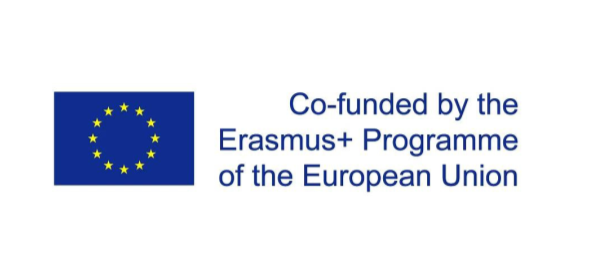 Co-funded by the
Erasmus+ Programme
of the European Union